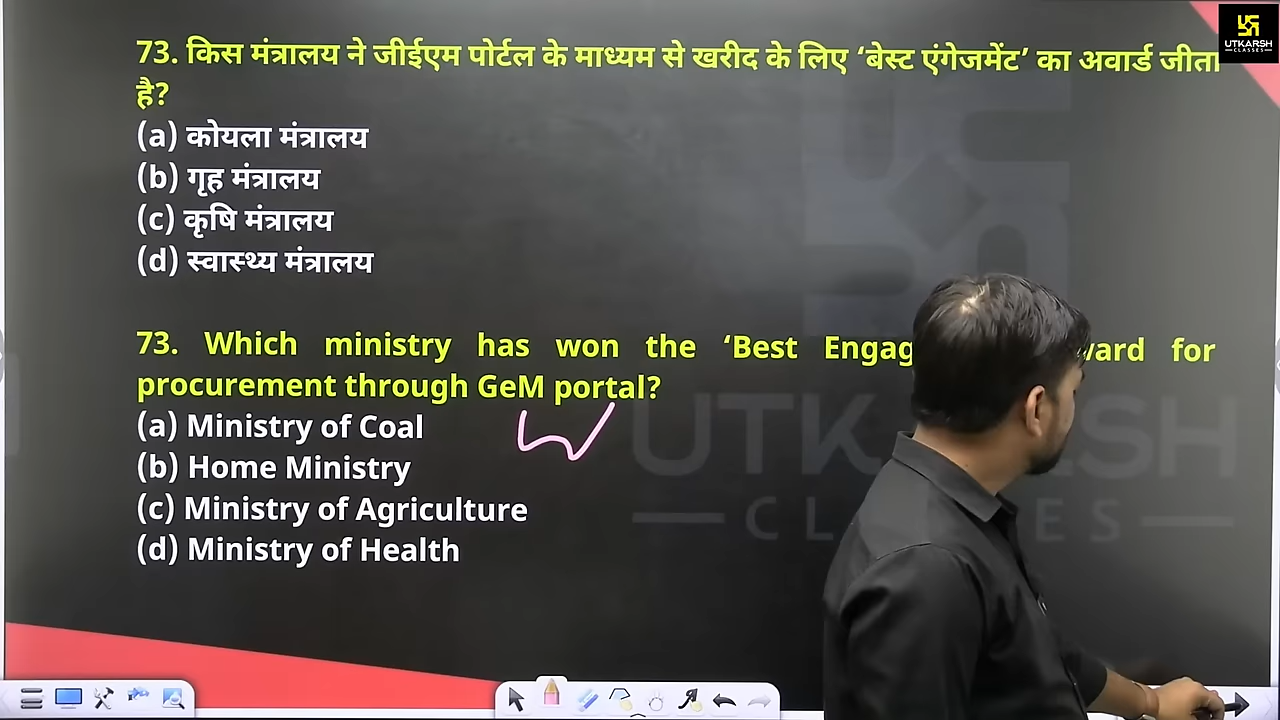 73. किस मंत्रालय ने जीईएम पोर्टल के माध्यम से खरीद के लिए ‘बेस्ट एंगेजमेंट’ का अवार्ड जीता
है?
(a) कोयला मंत्रालय
(b) गृह मंत्रालय
(c) कृषि मंत्रालय
(d) स्वास्थ्य मंत्रालय
73. Which ministry has won the ‘Best Engag ward for
procurement through GeM portal?
(a) Ministry of Coal
(b) Home Ministry
(c) Ministry of Agriculture
(d) Ministry of Health
UTKARSH
CLASSES